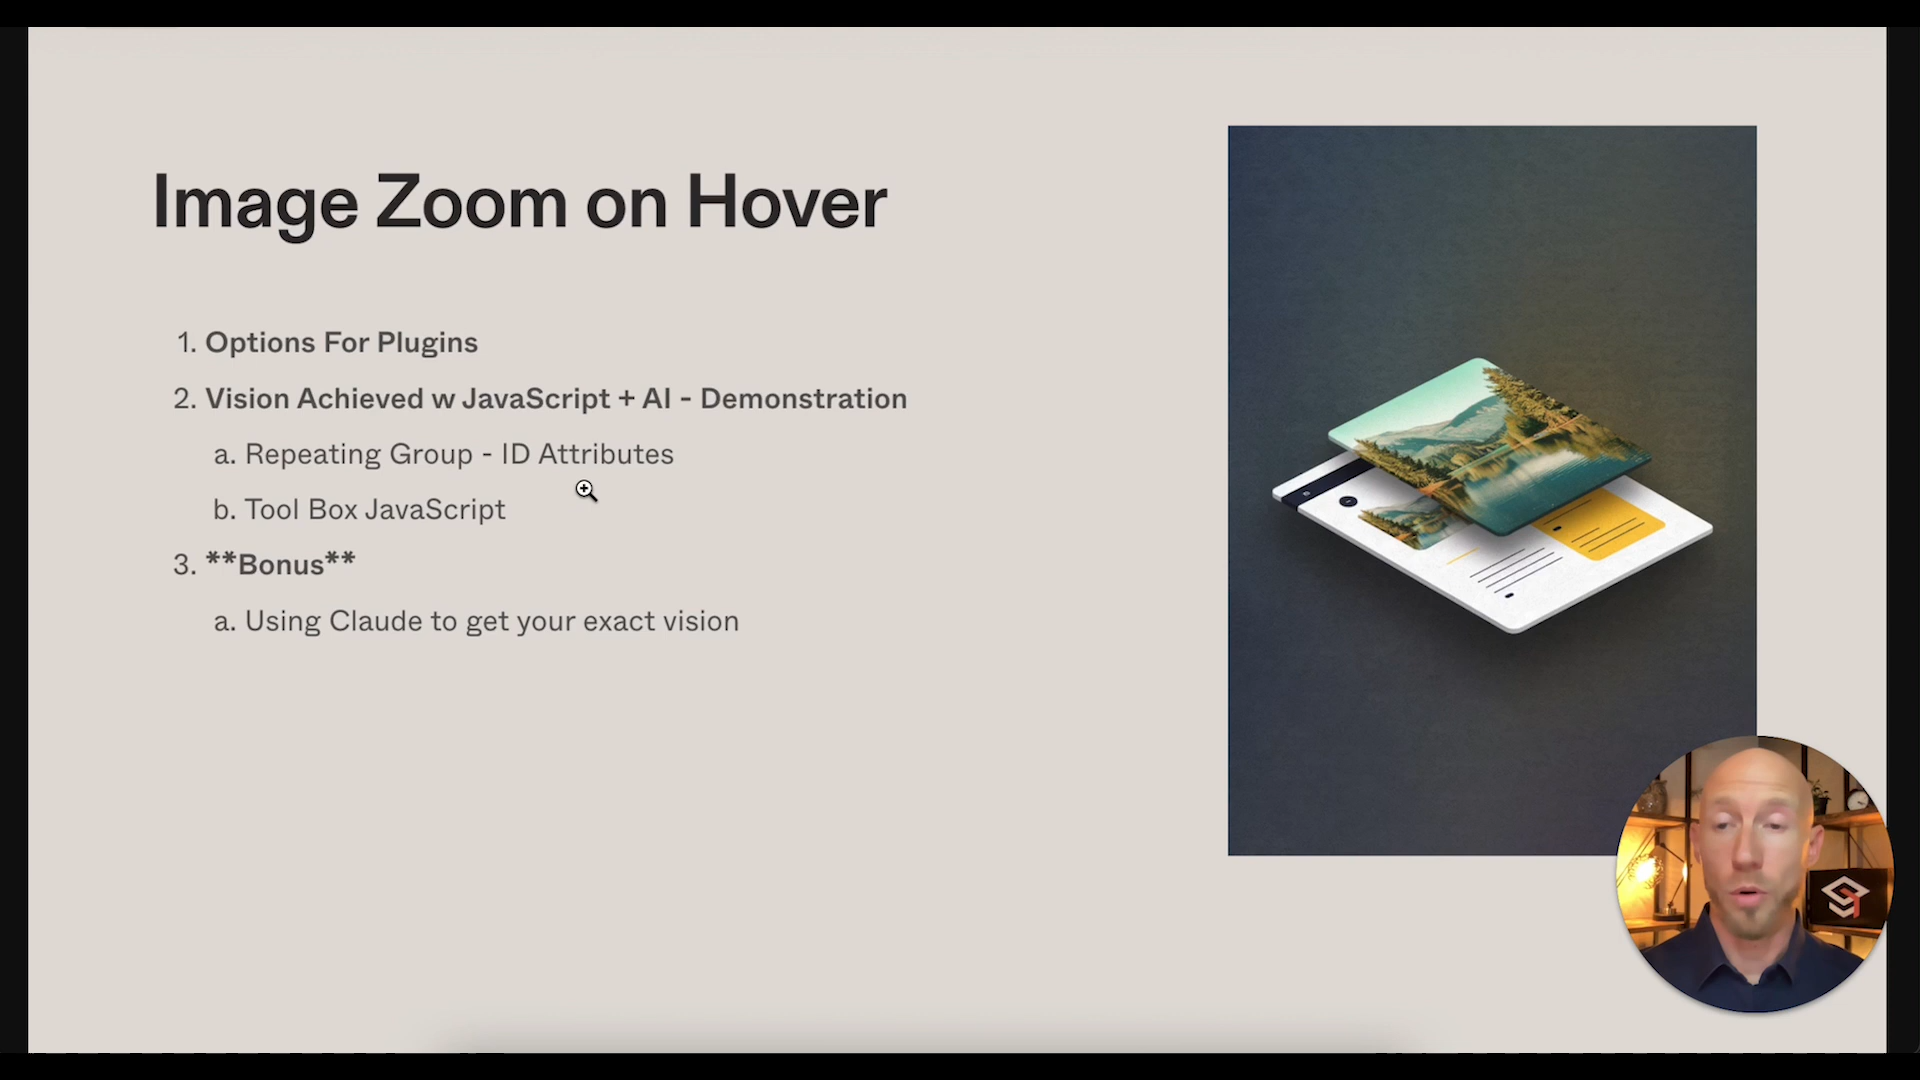 Image Zoom on Hover
1. Options For Plugins
2. Vision Achieved w JavaScript + AI - Demonstration
a. Repeating Group - ID Attributes
b. Tool Box JavaScript
3. **Bonus**
a. Using Claude to get your exact vision